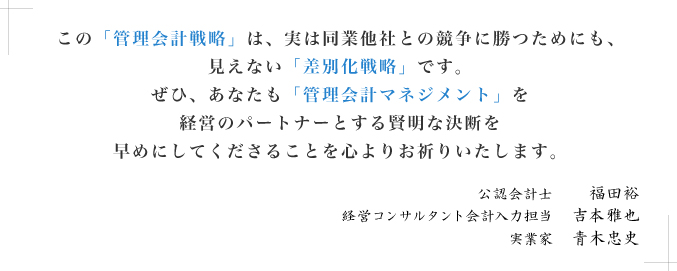 この「管理会計戦略」は、実は同業他社との競争に勝つためにも、
見えない「差別化戦略」です。
ぜひ、あなたも「管理会計マネジメント」を
経営のパートナーとする賢明な決断を
早めにしてくださることを心よりお祈りいたします。
公認会計士 福田裕
経営コンサルタント会計入力担当 吉本雅也
実業家 青木忠史